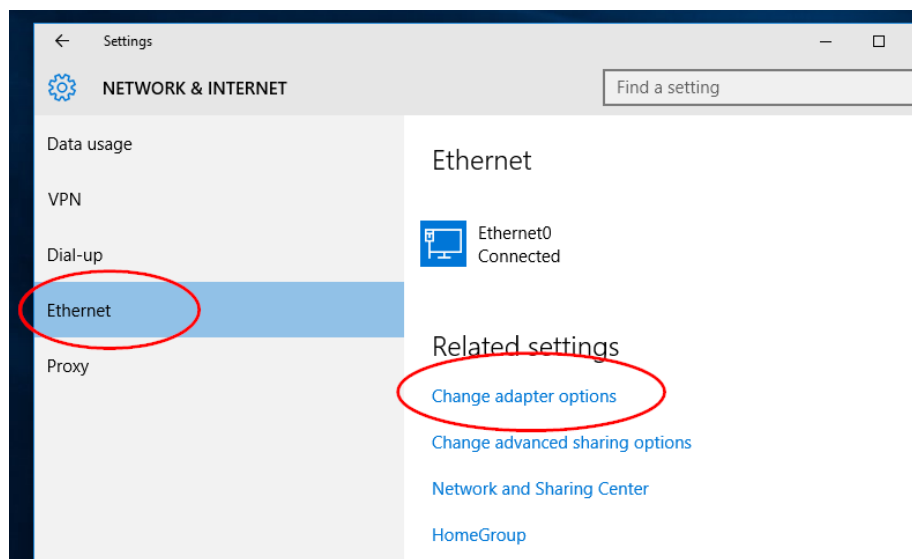 Settings
NETWORK & INTERNET
Find a setting
Data usage
VPN
Dial-up
Ethernet
Proxy
Ethernet
Ethernet0
Connected
Related settings
Change adapter options
Change advanced sharing options
Network and Sharing Center
HomeGroup